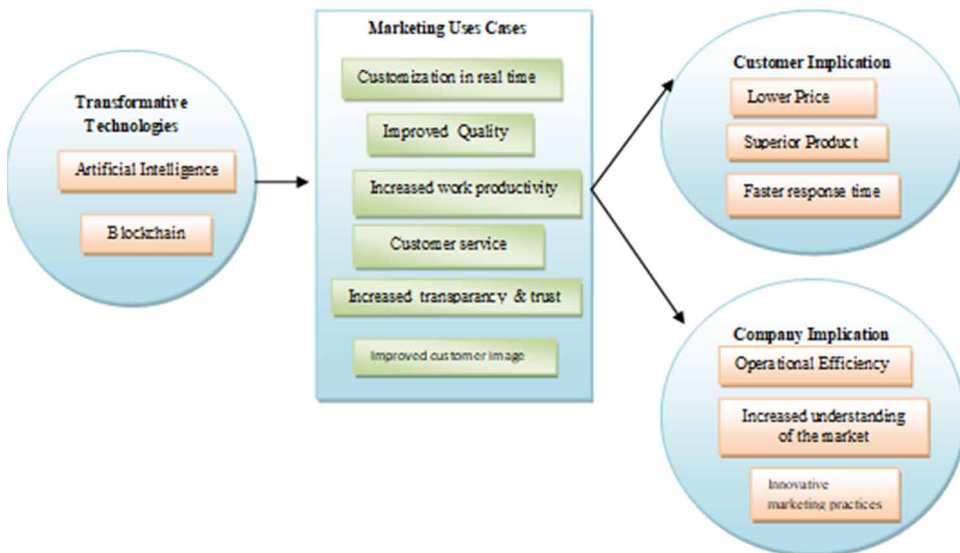 Transformative
Technologies
Artificial Intelligence
Blockchain
Marketing Uses Cases
Customization in real time
Improved Quality
Increased work productivity
Customer service
Increased transparancy & trust
Improved customer image
Customer Implication
Lower Price
Superior Product
Faster response time
Company Implication
Operational Efficiency
Increased understanding
of the market
Innovative
marketing practices